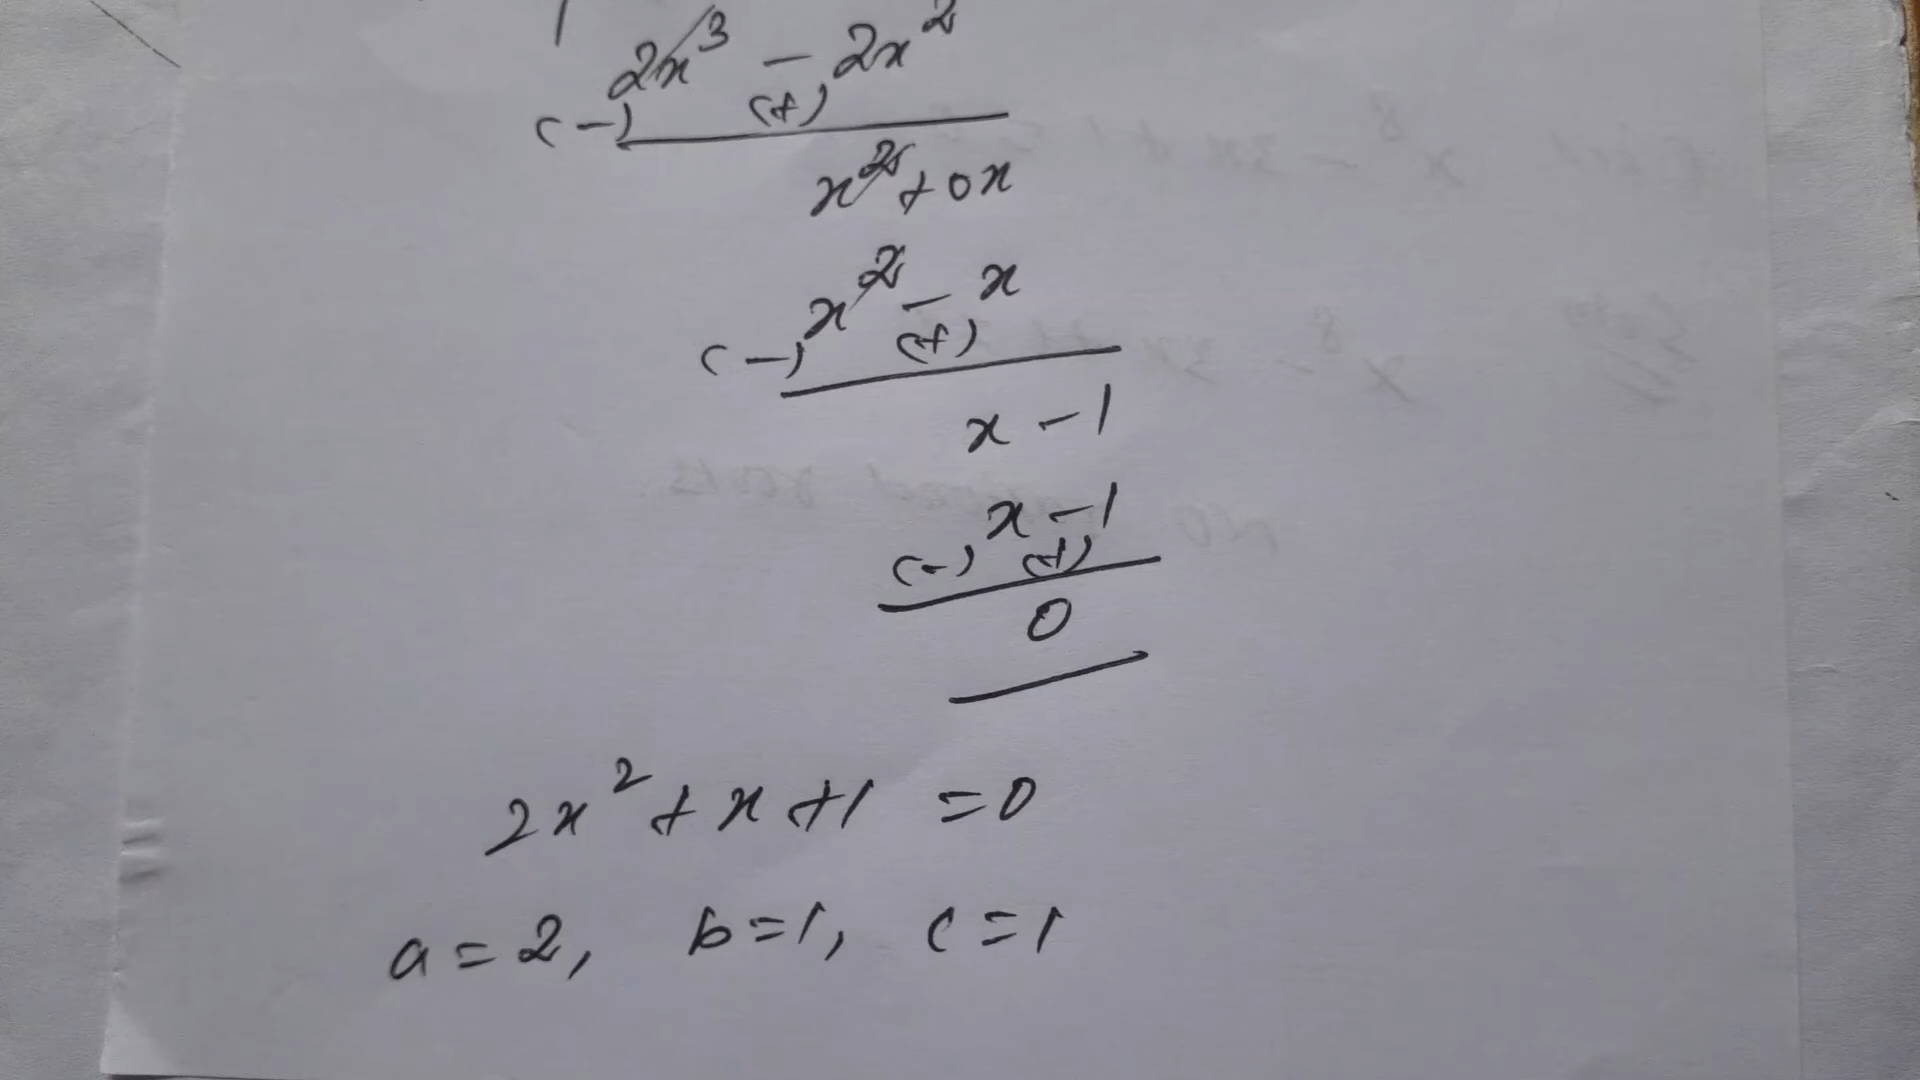 2x³ - 2x²
(-) (+)
x² + 0x
x² - x
(-) (+)
x - 1
x - 1
(-) (+)
0
2x² + x + 1 = 0
a = 2, b = 1, c = 1